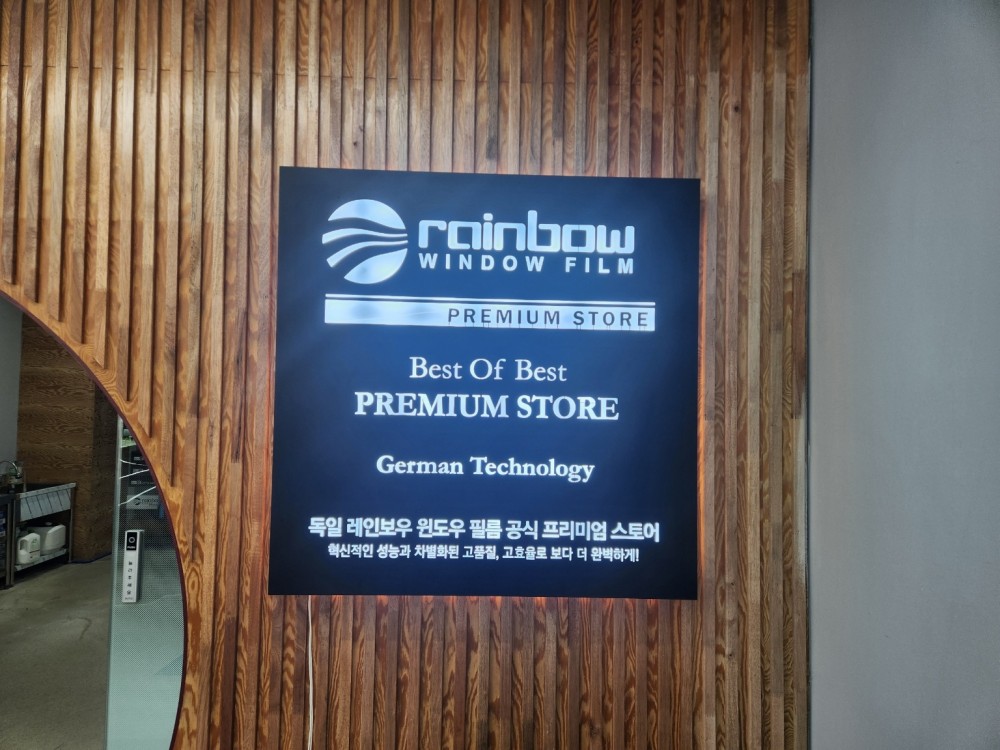 rainbow
WINDOW FILM
PREMIUM STORE
Best Of Best
PREMIUM STORE
German Technology
독일 레인보우 윈도우 필름 공식 프리미엄 스토어
혁신적인 성능과 차별화된 고품질, 고효율로 보다 더 완벽하게!